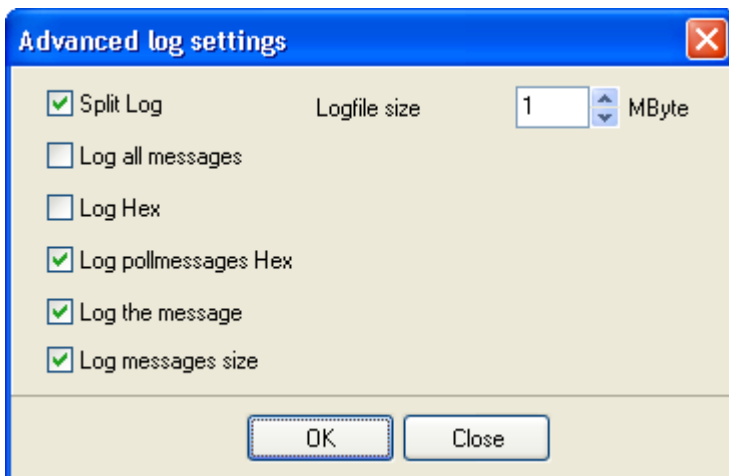 Advanced log settings
Split Log Logfile size 1 MByte
Log all messages
Log Hex
Log pollmessages Hex
Log the message
Log messages size
OK Close